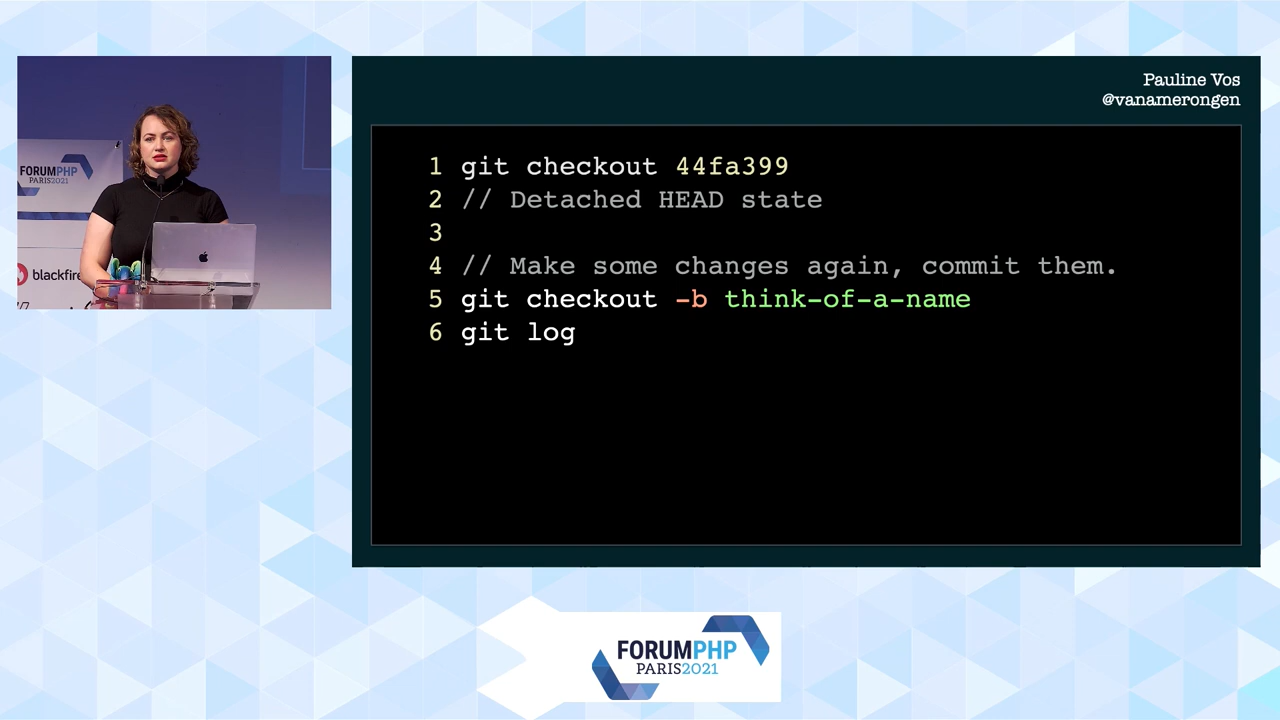 Pauline Vos
@vanamerongen
1 git checkout 44fa399
2 // Detached HEAD state
3
4 // Make some changes again, commit them.
5 git checkout -b think-of-a-name
6 git log
FORUMPHP
PARIS2021
blackfire
FORUMPHP
PARIS2021